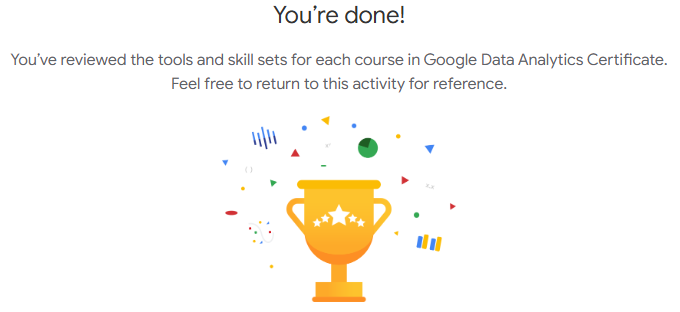 You’re done!
You’ve reviewed the tools and skill sets for each course in Google Data Analytics Certificate.
Feel free to return to this activity for reference.